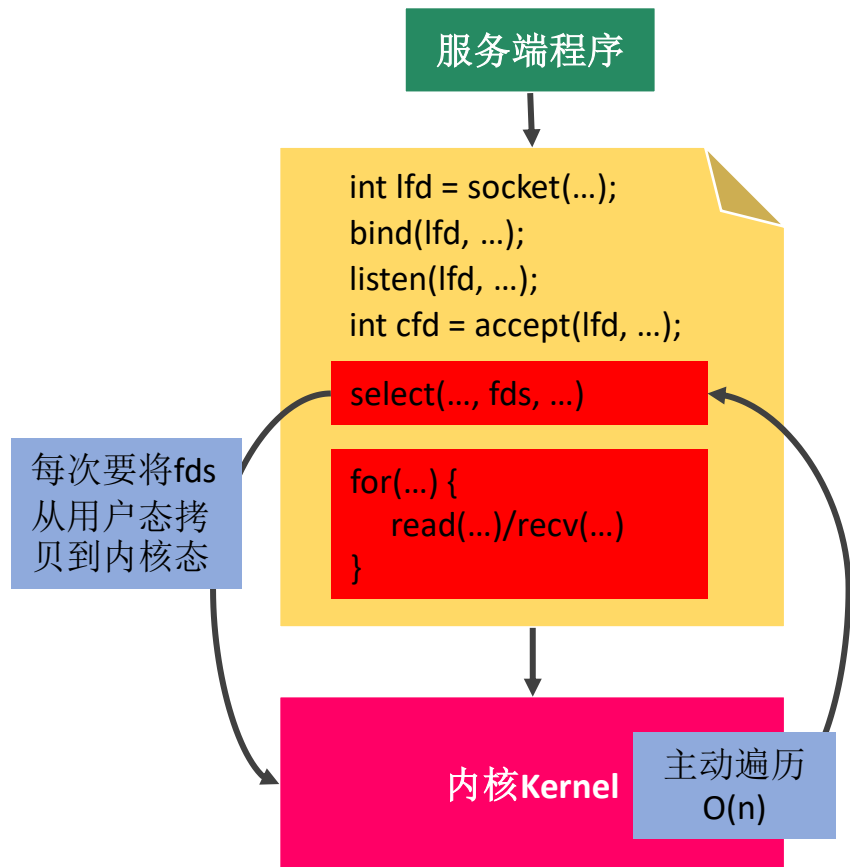 服务端程序
int lfd = socket(…);
bind(lfd, …);
listen(lfd, …);
int cfd = accept(lfd, …);
select(…, fds, …)
每次要将fds
从用户态拷
贝到内核态
for(…) {
read(…)/recv(…)
}
内核Kernel
主动遍历
O(n)